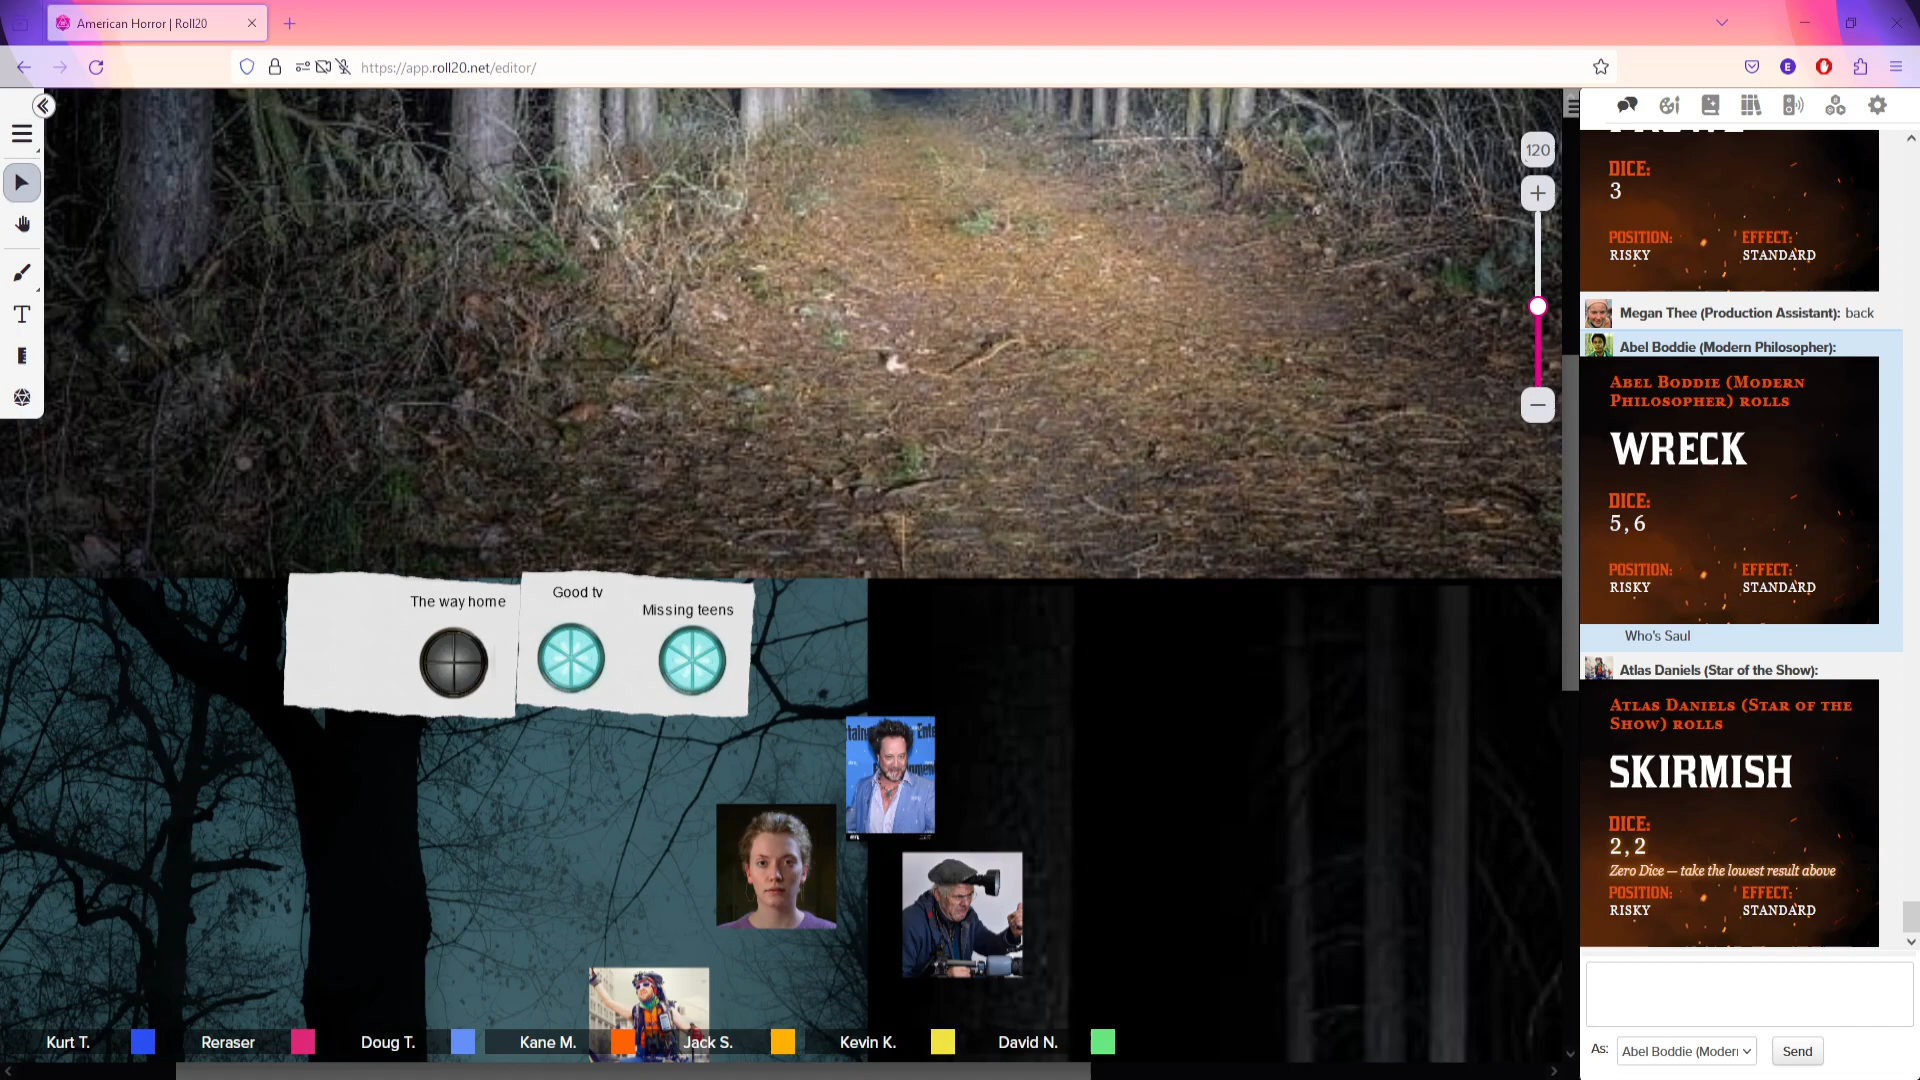 American Horror | Roll20
https://app.roll20.net/editor/
E
120
The way home
Good tv
Missing teens
Kurt T.
Reraser
Doug T.
Kane M.
Jack S.
Kevin K.
David N.
DICE:
3
POSITION:
RISKY
EFFECT:
STANDARD
Megan Thee (Production Assistant): back
Abel Boddie (Modern Philosopher):
Abel Boddie (Modern
Philosopher) rolls
WRECK
DICE:
5, 6
POSITION:
RISKY
EFFECT:
STANDARD
Who's Saul
Atlas Daniels (Star of the Show):
Atlas Daniels (Star of the
Show) rolls
SKIRMISH
DICE:
2, 2
Zero Dice — take the lowest result above
POSITION:
RISKY
EFFECT:
STANDARD
As:
Abel Boddie (Moder
Send